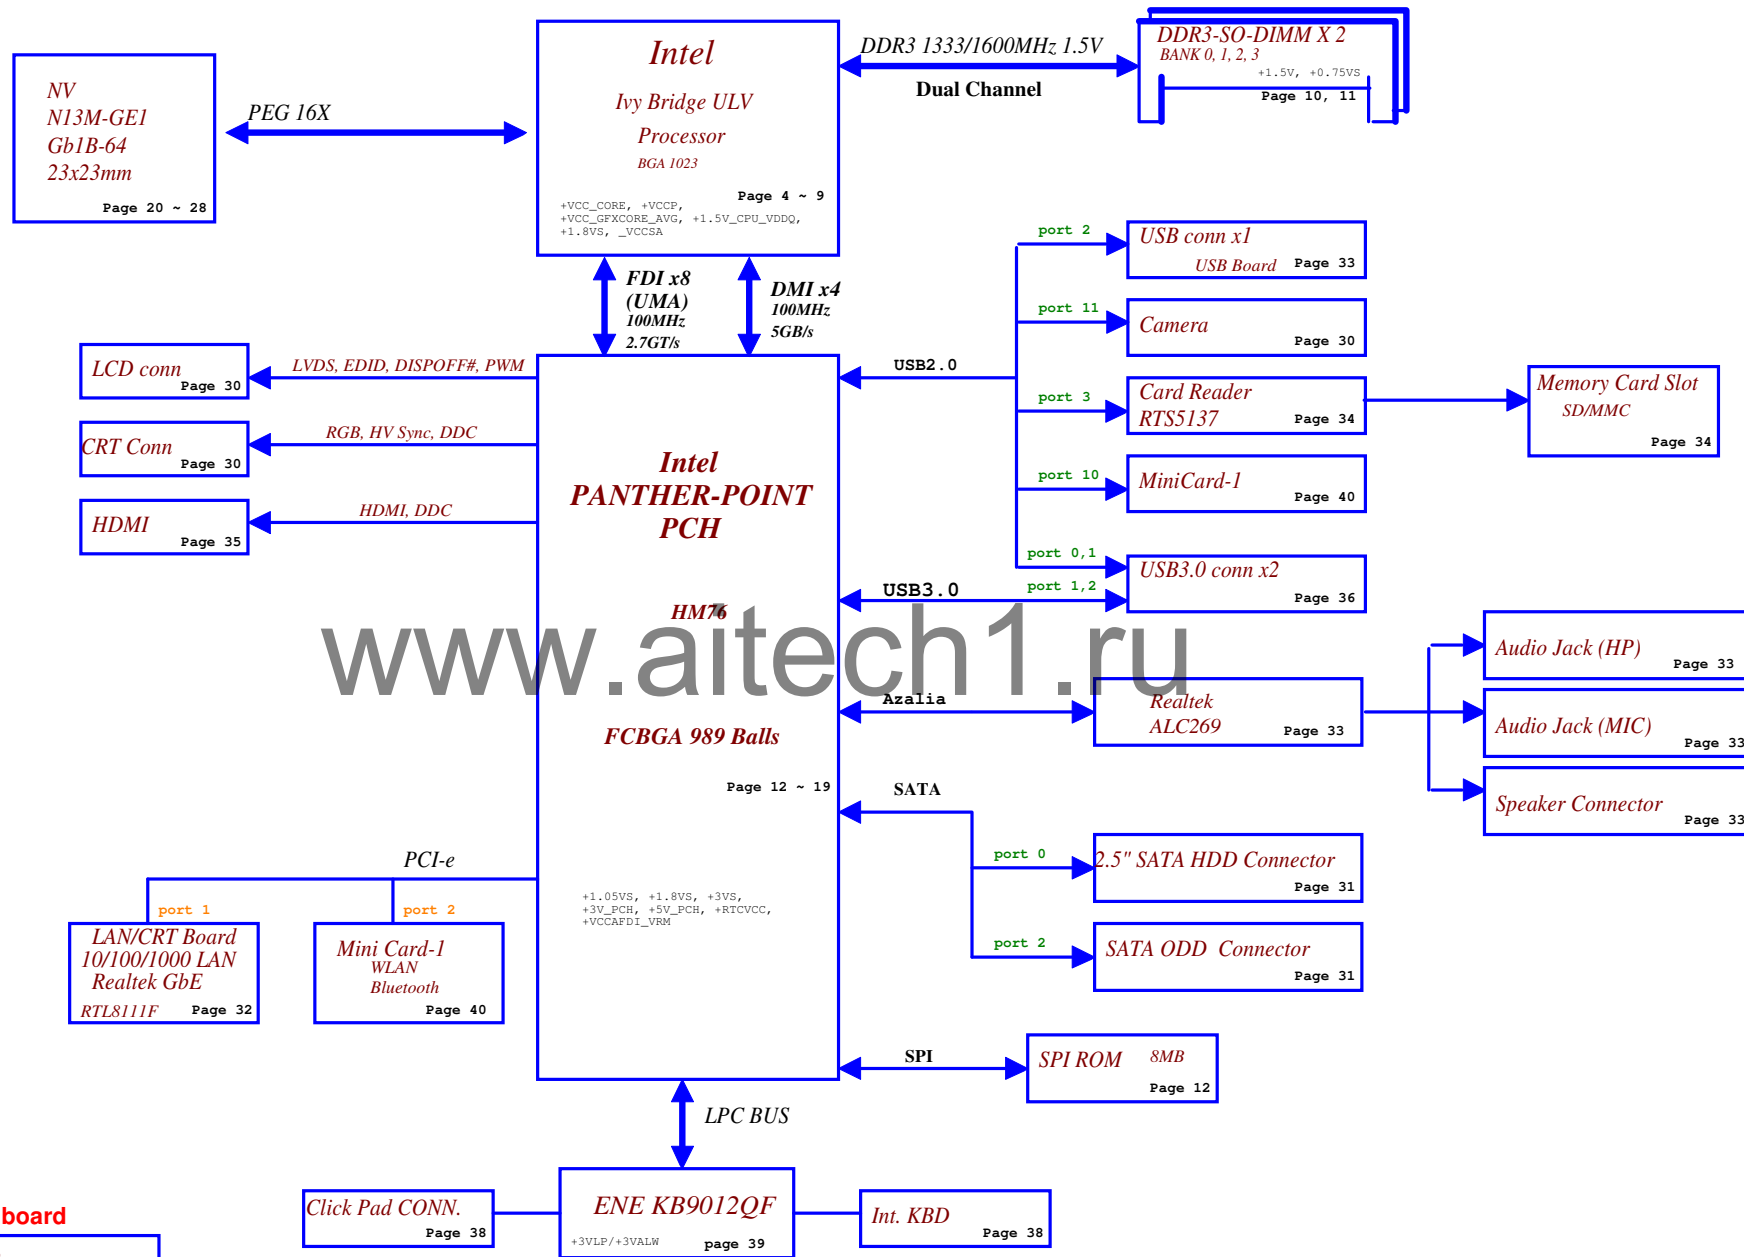 NV
N13M-GE1
Gb1B-64
23x23mm
Page 20 ~ 28
PEG 16X
Intel
Ivy Bridge ULV
Processor
BGA 1023
Page 4 ~ 9
+VCC_CORE, +VCCP,
+VCC_GFXCORE_AVG, +1.5V_CPU_VDDQ,
+1.8VS, _VCCSA
DDR3 1333/1600MHz 1.5V
Dual Channel
DDR3-SO-DIMM X 2
BANK 0, 1, 2, 3
+1.5V, +0.75VS
Page 10, 11
FDI x8
(UMA)
100MHz
2.7GT/s
DMI x4
100MHz
5GB/s
LCD conn
Page 30
LVDS, EDID, DISPOFF#, PWM
CRT Conn
Page 30
RGB, HV Sync, DDC
HDMI
Page 35
HDMI, DDC
Intel
PANTHER-POINT
PCH
HM76
FCBGA 989 Balls
Page 12 ~ 19
+1.05VS, +1.8VS, +3VS,
+3V_PCH, +5V_PCH, +RTCVCC,
+VCCAFDI_VRM
USB2.0
port 2
USB conn x1
USB Board Page 33
port 11
Camera
Page 30
port 3
Card Reader
RTS5137
Page 34
Memory Card Slot
SD/MMC
Page 34
port 10
MiniCard-1
Page 40
port 0,1
USB3.0
port 1,2
USB3.0 conn x2
Page 36
www.aitech1.ru
Azalia
Realtek
ALC269
Page 33
Audio Jack (HP)
Page 33
Audio Jack (MIC)
Page 33
Speaker Connector
Page 33
SATA
port 0
2.5" SATA HDD Connector
Page 31
port 2
SATA ODD Connector
Page 31
PCI-e
port 1
LAN/CRT Board
10/100/1000 LAN
Realtek GbE
RTL8111F Page 32
port 2
Mini Card-1
WLAN
Bluetooth
Page 40
SPI
SPI ROM 8MB
Page 12
LPC BUS
board
Click Pad CONN.
Page 38
ENE KB9012QF
+3VLP/+3VALW page 39
Int. KBD
Page 38